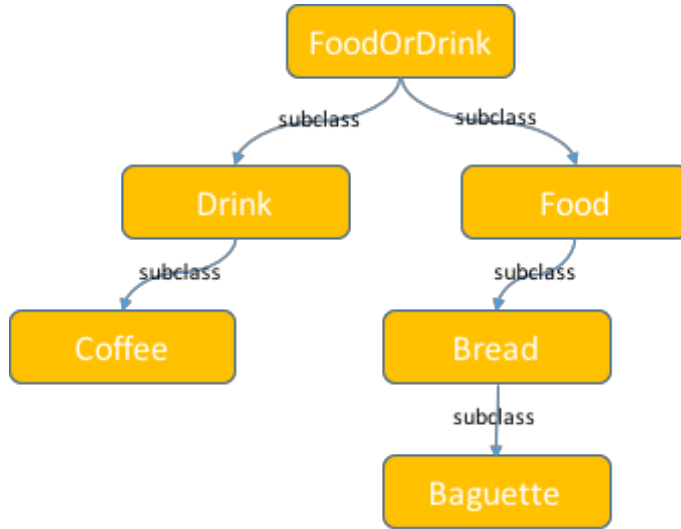 FoodOrDrink
subclass
subclass
Drink
Food
subclass
subclass
Coffee
Bread
subclass
Baguette